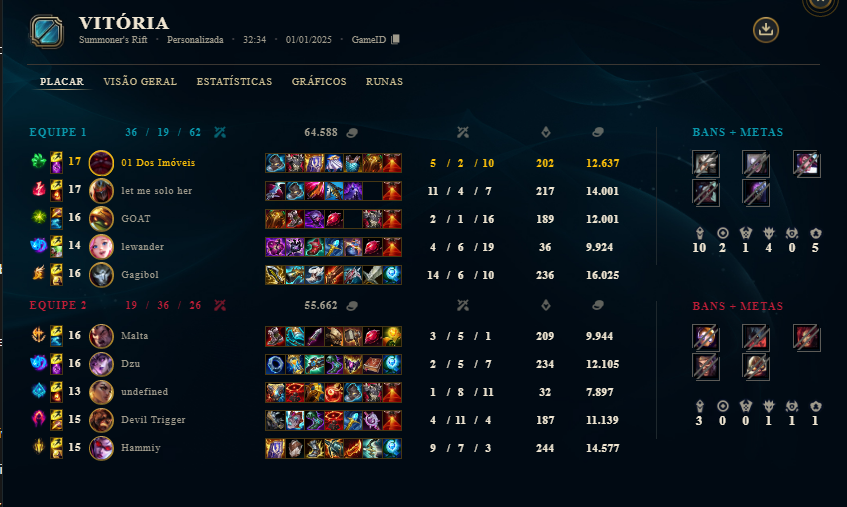 VITÓRIA
Summoner's Rift · Personalizada · 32:34 · 01/01/2025 · GameID
PLACAR VISÃO GERAL ESTATÍSTICAS GRÁFICOS RUNAS
EQUIPE 1 36 / 19 / 62 64.588 BANS + METAS
17 01 Dos Imóveis 5 / 2 / 10 202 12.637
17 let me solo her 11 / 4 / 7 217 14.001
16 GOAT 2 / 1 / 16 189 12.001
14 lewander 4 / 6 / 19 36 9.924
10 2 1 4 0 5
16 Gagibol 14 / 6 / 10 236 16.025
EQUIPE 2 19 / 36 / 26 55.662 BANS + METAS
16 Malta 3 / 5 / 1 209 9.944
16 Dzu 2 / 5 / 7 234 12.105
13 undefined 1 / 8 / 11 32 7.897
15 Devil Trigger 4 / 11 / 4 187 11.139
3 0 0 1 1 1
15 Hammiy 9 / 7 / 3 244 14.577